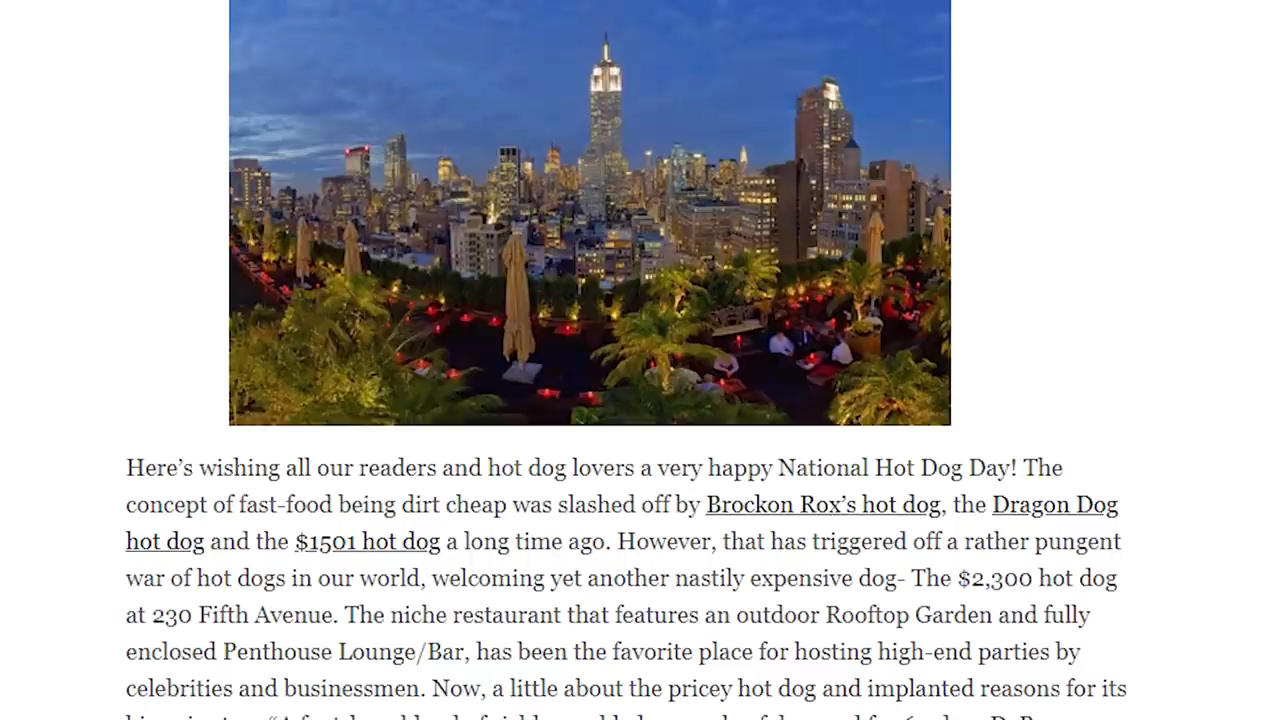 Here’s wishing all our readers and hot dog lovers a very happy National Hot Dog Day! The
concept of fast-food being dirt cheap was slashed off by Brockon Rox’s hot dog, the Dragon Dog
hot dog and the $1501 hot dog a long time ago. However, that has triggered off a rather pungent
war of hot dogs in our world, welcoming yet another nastily expensive dog- The $2,300 hot dog
at 230 Fifth Avenue. The niche restaurant that features an outdoor Rooftop Garden and fully
enclosed Penthouse Lounge/Bar, has been the favorite place for hosting high-end parties by
celebrities and businessmen. Now, a little about the pricey hot dog and implanted reasons for its